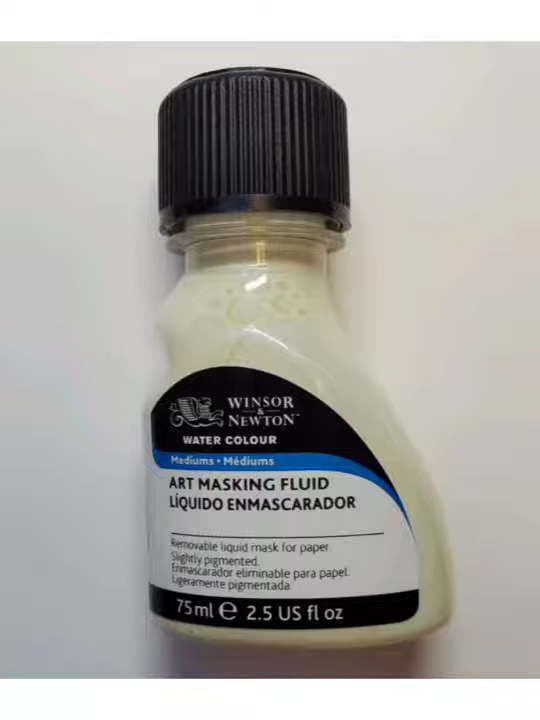 WINSOR
&
NEWTON™
WATER COLOUR
Mediums • Médiums
ART MASKING FLUID
LÍQUIDO ENMASCARADOR
Removable liquid mask for paper.
Slightly pigmented.
Enmascarador eliminable para papel.
Ligeramente pigmentada.
75ml ℮ 2.5 US fl oz